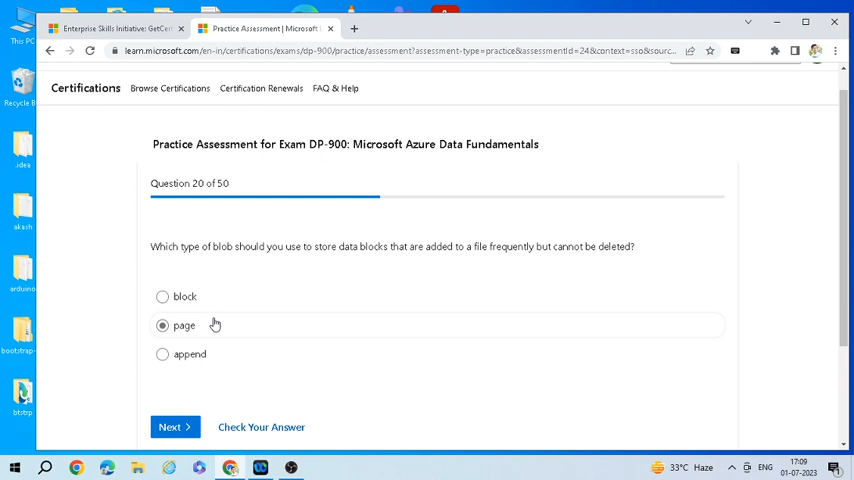 This PC
Enterprise Skills Initiative: GetCert
Practice Assessment | Microsoft
learn.microsoft.com/en-in/certifications/exams/dp-900/practice/assessment?assessment-type=practice&assessmentId=24&context=sso&sourc...
Recycle B
Certifications
Browse Certifications
Certification Renewals
FAQ & Help
Practice Assessment for Exam DP-900: Microsoft Azure Data Fundamentals
.idea
Question 20 of 50
akash
Which type of blob should you use to store data blocks that are added to a file frequently but cannot be deleted?
block
arduino
page
append
bootstrap-
btstrp
Next
Check Your Answer
33°C Haze
ENG
17:09
01-07-2023
1